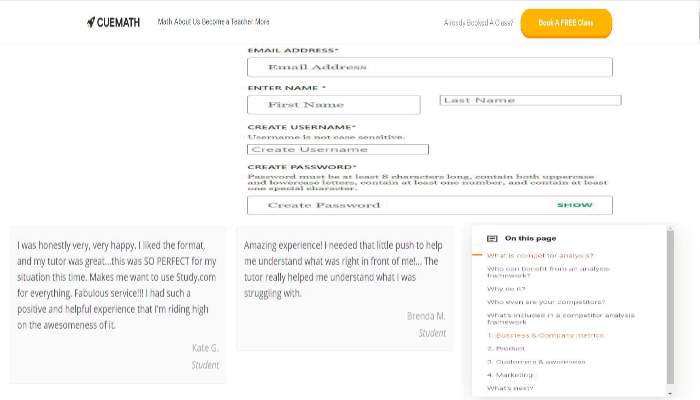 CUEMATH
Math About Us Become a Teacher More
Already Booked A Class?
Book A FREE Class
EMAIL ADDRESS*
Email Address
ENTER NAME *
First Name
Last Name
CREATE USERNAME*
Username is not case sensitive.
Create Username
CREATE PASSWORD*
Password must be at least 8 characters long, contain both uppercase
and lowercase letters, contain at least one number, and contain at least
one special character.
Create Password
SHOW
I was honestly very, very happy. I liked the format,
and my tutor was great...this was SO PERFECT for my
situation this time. Makes me want to use Study.com
for everything. Fabulous service!!! I had such a
positive and helpful experience that I'm riding high
on the awesomeness of it.
Kate G.
Student
Amazing experience! I needed that little push to help
me understand what was right in front of me!... The
tutor really helped me understand what I was
struggling with.
Brenda M.
Student
On this page
What is competitor analysis?
Who can benefit from an analysis
framework?
Why do it?
Who even are your competitors?
What's included in a competitor analysis
framework
1. Business & Company metrics
2. Product
3. Customers & awareness
4. Marketing
What's next?